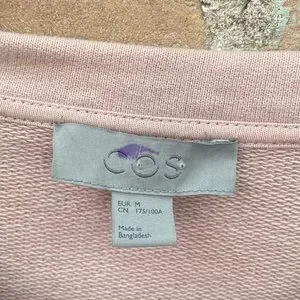 COS
EUR M
CN 175/100A
Made in
Bangladesh